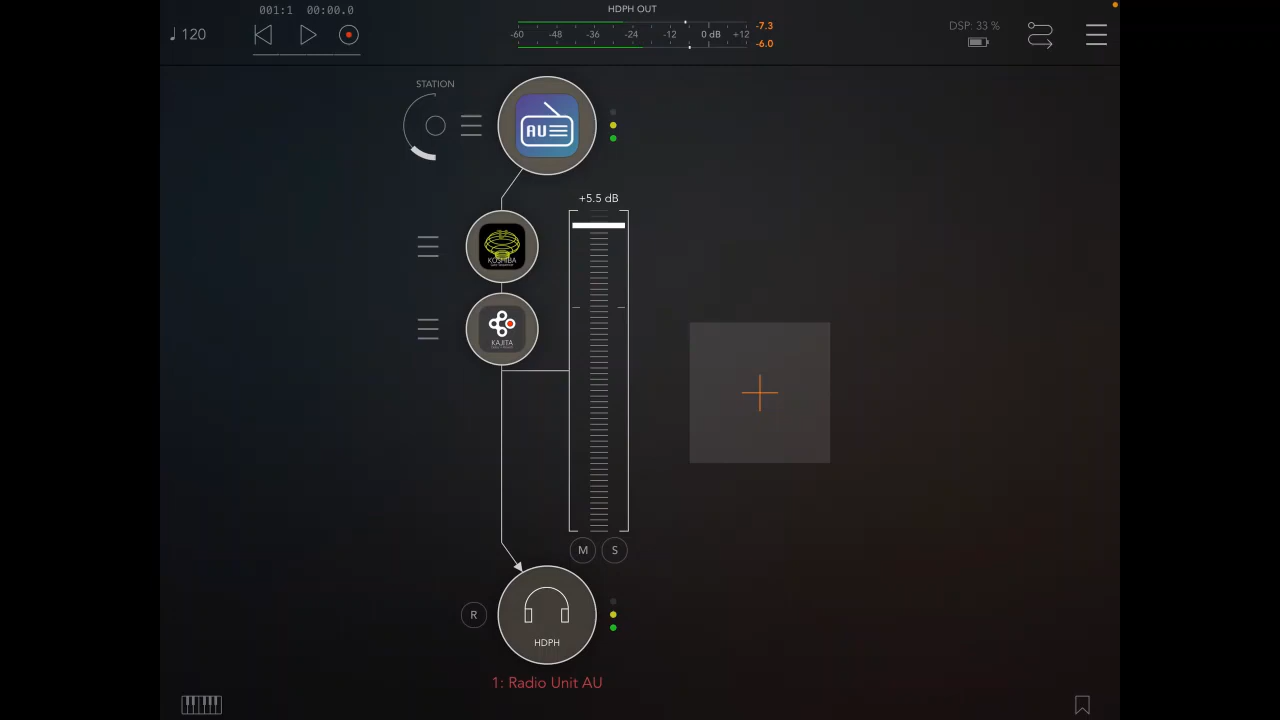 001:1 00:00.0
120
HDPH OUT
-60 -48 -36 -24 -12 0 dB +12
-7.3
-6.0
DSP: 33 %
STATION
AU
+5.5 dB
KOSHIBA
KAJITA
M S
R
HDPH
1: Radio Unit AU